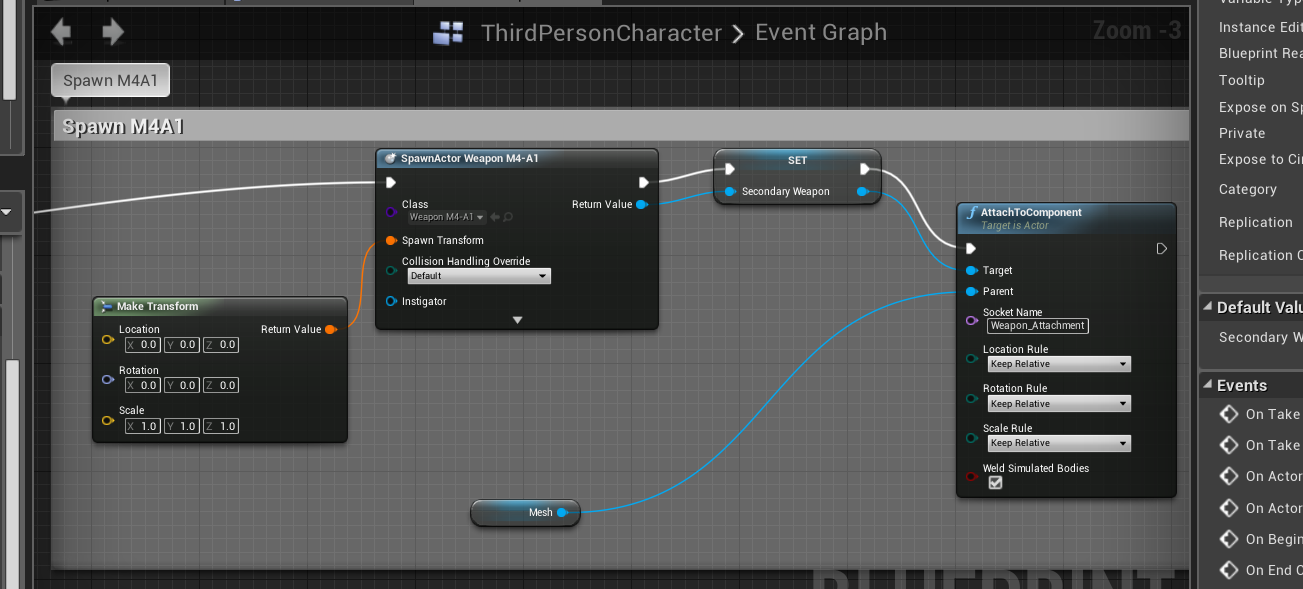 ThirdPersonCharacter > Event Graph
Zoom -3
Spawn M4A1
Spawn M4A1
SpawnActor Weapon M4-A1
Class
Weapon M4-A1
Return Value
Spawn Transform
Collision Handling Override
Default
Instigator
SET
Secondary Weapon
AttachToComponent
Target is Actor
Target
Parent
Socket Name
Weapon_Attachment
Location Rule
Keep Relative
Rotation Rule
Keep Relative
Scale Rule
Keep Relative
Weld Simulated Bodies
Make Transform
Location
Return Value
X 0.0 Y 0.0 Z 0.0
Rotation
X 0.0 Y 0.0 Z 0.0
Scale
X 1.0 Y 1.0 Z 1.0
Mesh
BLUEPRINT
Instance Edit
Blueprint Rea
Tooltip
Expose on Sp
Private
Expose to Cin
Category
Replication
Replication C
Default Valu
Secondary W
Events
On Take
On Take
On Actor
On Actor
On Begin
On End O